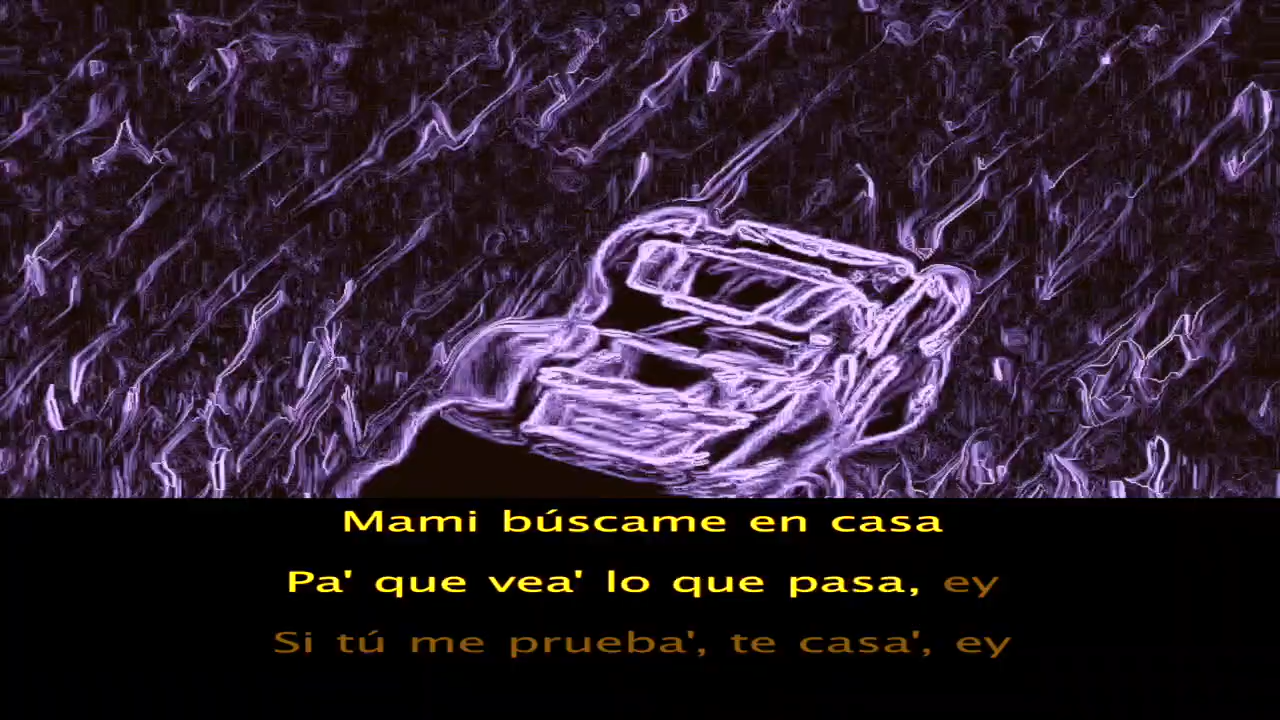 Mami búscame en casa
Pa' que vea' lo que pasa, ey
Si tú me prueba', te casa', ey